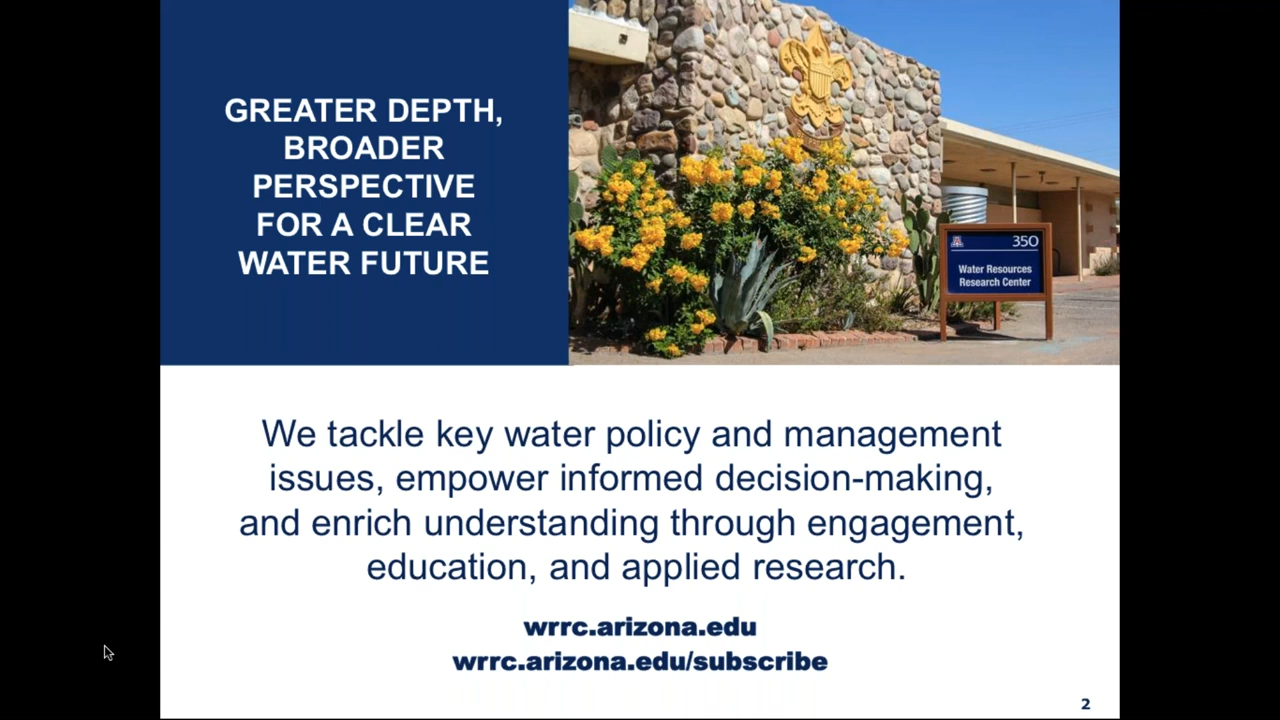 GREATER DEPTH,
BROADER
PERSPECTIVE
FOR A CLEAR
WATER FUTURE
350
Water Resources
Research Center
We tackle key water policy and management
issues, empower informed decision-making,
and enrich understanding through engagement,
education, and applied research.
wrrc.arizona.edu
wrrc.arizona.edu/subscribe
2